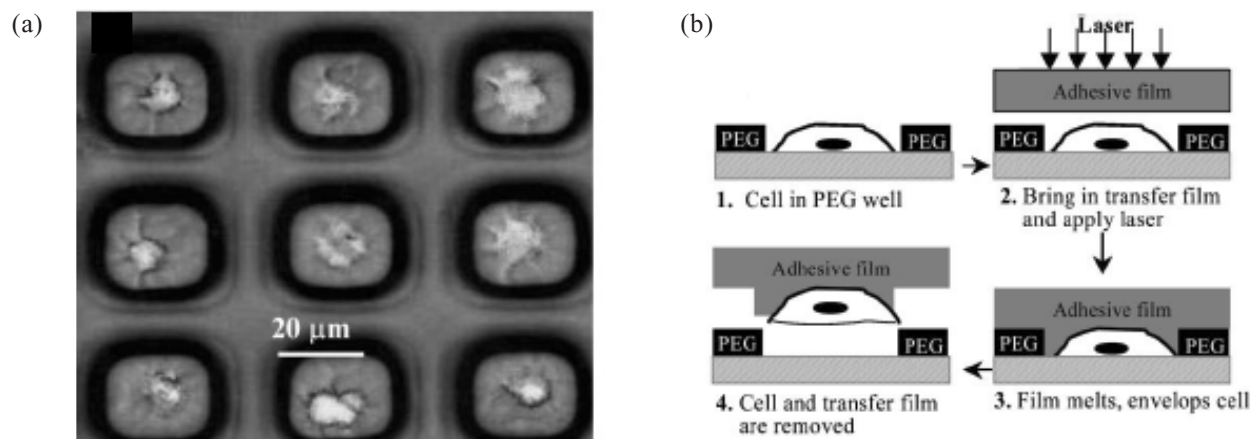 (a)
20 μm
(b)
Laser
Adhesive film
PEG
PEG
PEG
PEG
1. Cell in PEG well
2. Bring in transfer film
and apply laser
Adhesive film
Adhesive film
PEG
PEG
PEG
PEG
4. Cell and transfer film
are removed
3. Film melts, envelops cell